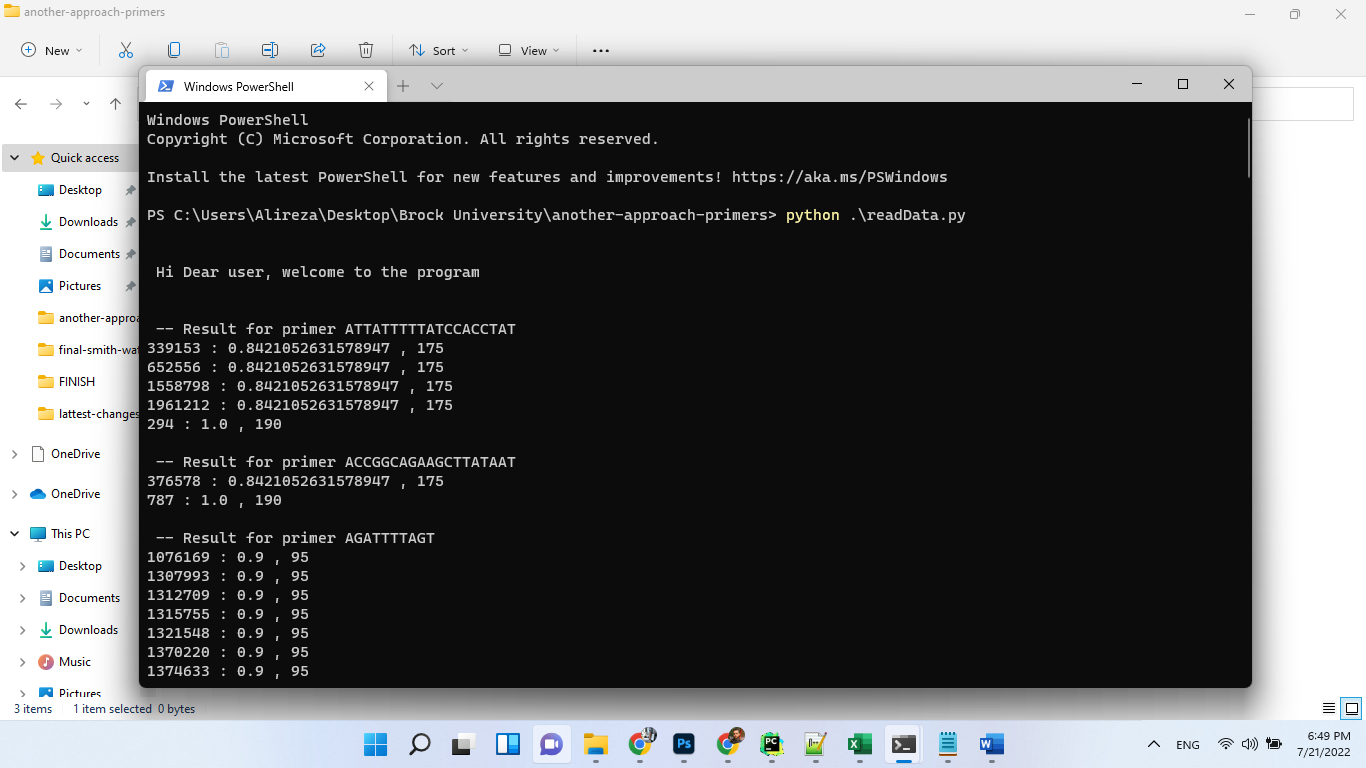 another-approach-primers
New
Sort
View
Windows PowerShell
Windows PowerShell
Copyright (C) Microsoft Corporation. All rights reserved.
Install the latest PowerShell for new features and improvements! https://aka.ms/PSWindows
PS C:\Users\Alireza\Desktop\Brock University\another-approach-primers> python .\readData.py
Hi Dear user, welcome to the program
-- Result for primer ATTATTTTTATCCACCTAT
339153 : 0.8421052631578947 , 175
652556 : 0.8421052631578947 , 175
1558798 : 0.8421052631578947 , 175
1961212 : 0.8421052631578947 , 175
294 : 1.0 , 190
-- Result for primer ACCGGCAGAAGCTTATAAT
376578 : 0.8421052631578947 , 175
787 : 1.0 , 190
-- Result for primer AGATTTTAGT
1076169 : 0.9 , 95
1307993 : 0.9 , 95
1312709 : 0.9 , 95
1315755 : 0.9 , 95
1321548 : 0.9 , 95
1370220 : 0.9 , 95
1374633 : 0.9 , 95
Quick access
Desktop
Downloads
Documents
Pictures
another-approa
final-smith-wat
FINISH
lattest-changes
OneDrive
OneDrive
This PC
Desktop
Documents
Downloads
Music
Pictures
3 items 1 item selected 0 bytes
ENG
6:49 PM
7/21/2022